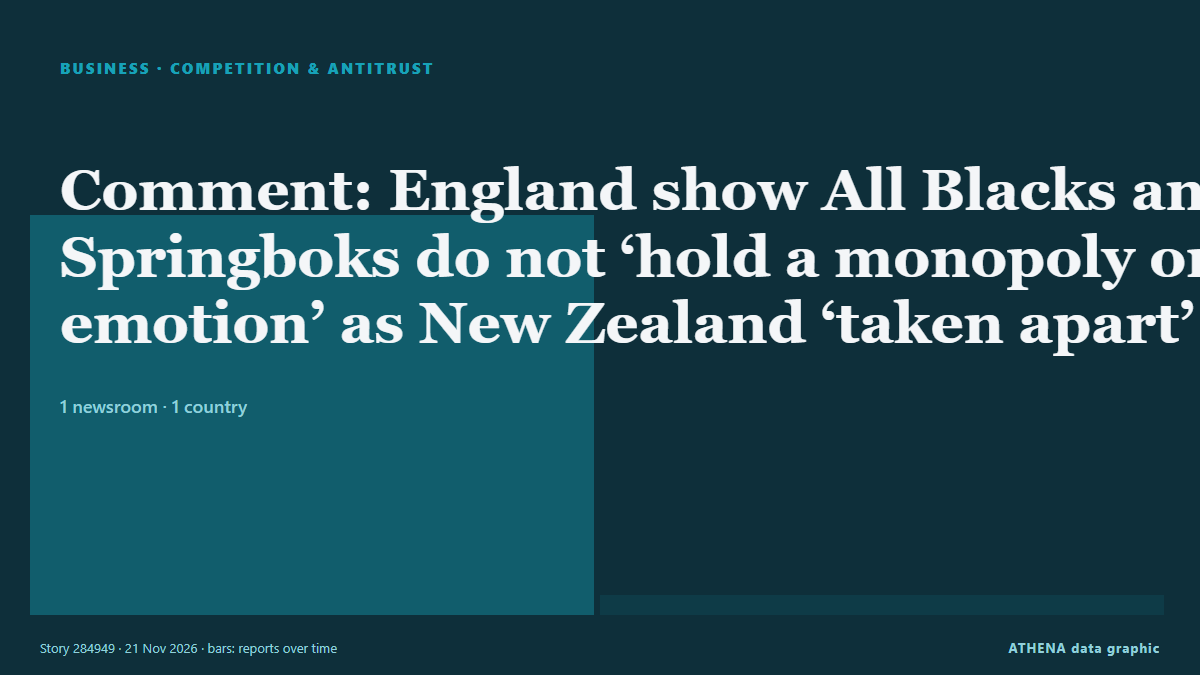 BUSINESS · COMPETITION & ANTITRUST
Comment: England show All Blacks an
Springboks do not ‘hold a monopoly o
emotion’ as New Zealand ‘taken apart’
1 newsroom · 1 country
Story 284949 · 21 Nov 2026 · bars: reports over time
ATHENA data graphic